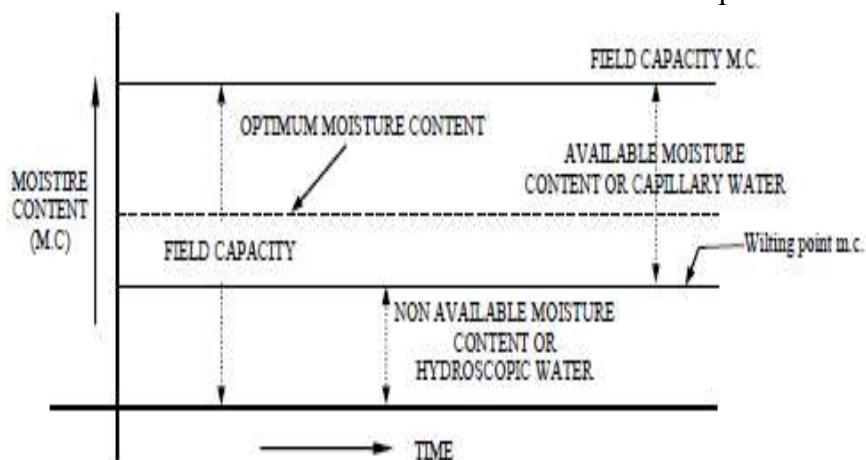 FIELD CAPACITY M.C.
OPTIMUM MOISTURE CONTENT
AVAILABLE MOISTURE
CONTENT OR CAPILLARY WATER
MOISTIRE
CONTENT
(M.C)
FIELD CAPACITY
Wilting point m.c.
NON AVAILABLE MOISTURE
CONTENT OR
HYDROSCOPIC WATER
TIME